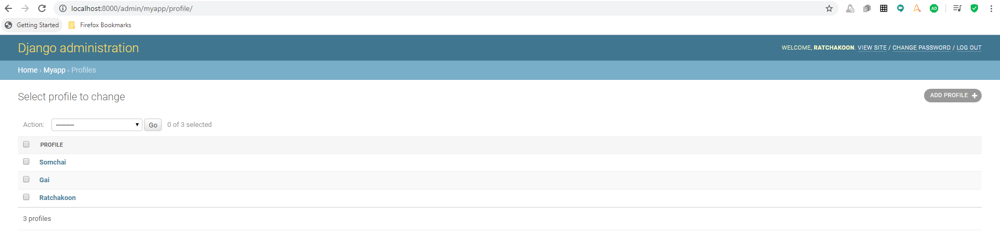 localhost:8000/admin/myapp/profile/
AD
Getting Started Firefox Bookmarks
Django administration
WELCOME, RATCHAKOON. VIEW SITE / CHANGE PASSWORD / LOG OUT
Home › Myapp › Profiles
Select profile to change
ADD PROFILE +
Action: --------- Go 0 of 3 selected
PROFILE
Somchai
Gai
Ratchakoon
3 profiles